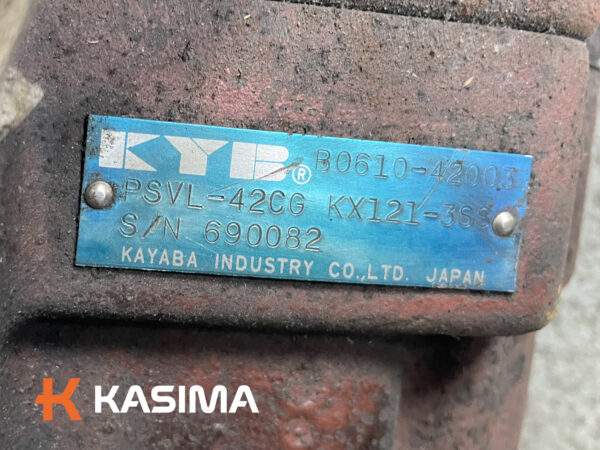 KYB® B0610-42003
PSVL-42CG KX121-3SS
S/N 690082
KAYABA INDUSTRY CO.,LTD. JAPAN
KASIMA